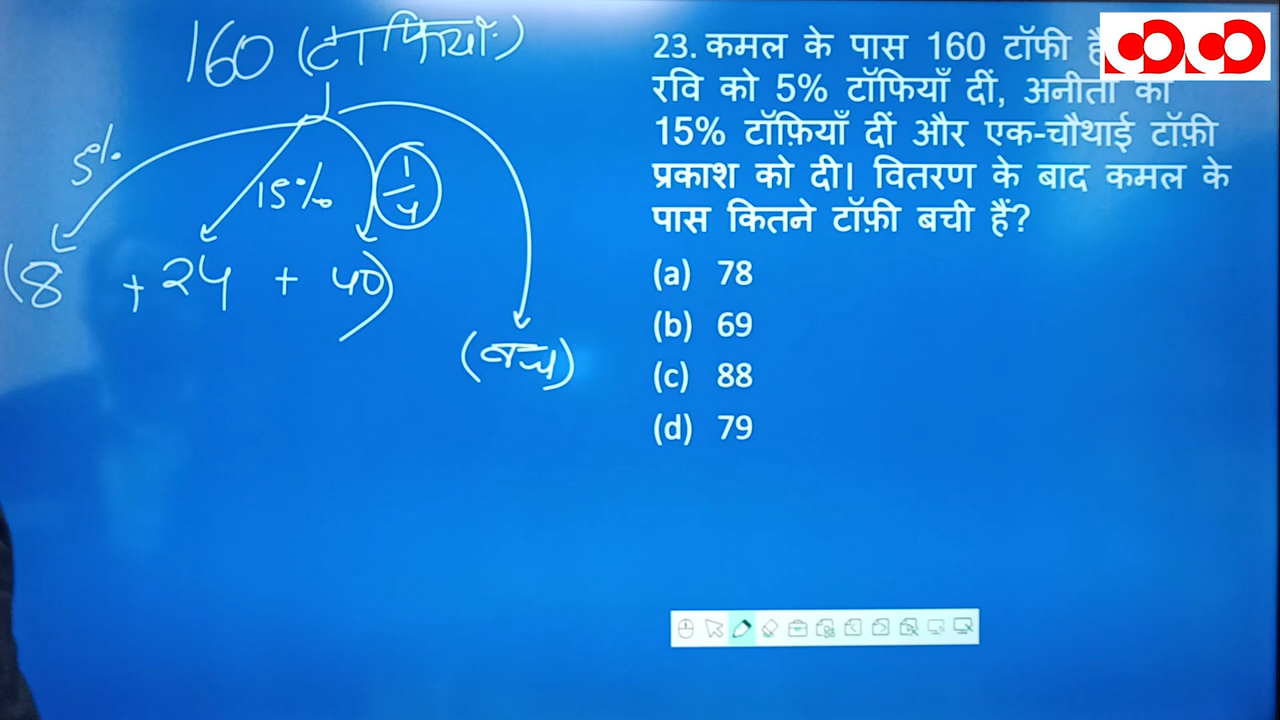 160 (टाफियाँ)
5%
15%
1/4
(8 + 24 + 40)
(बचा)
23. कमल के पास 160 टॉफी
रवि को 5% टॉफियाँ दीं, अनीता को
15% टॉफ़ियाँ दीं और एक-चौथाई टॉफ़ी
प्रकाश को दी। वितरण के बाद कमल के
पास कितने टॉफ़ी बची हैं?
(a) 78
(b) 69
(c) 88
(d) 79